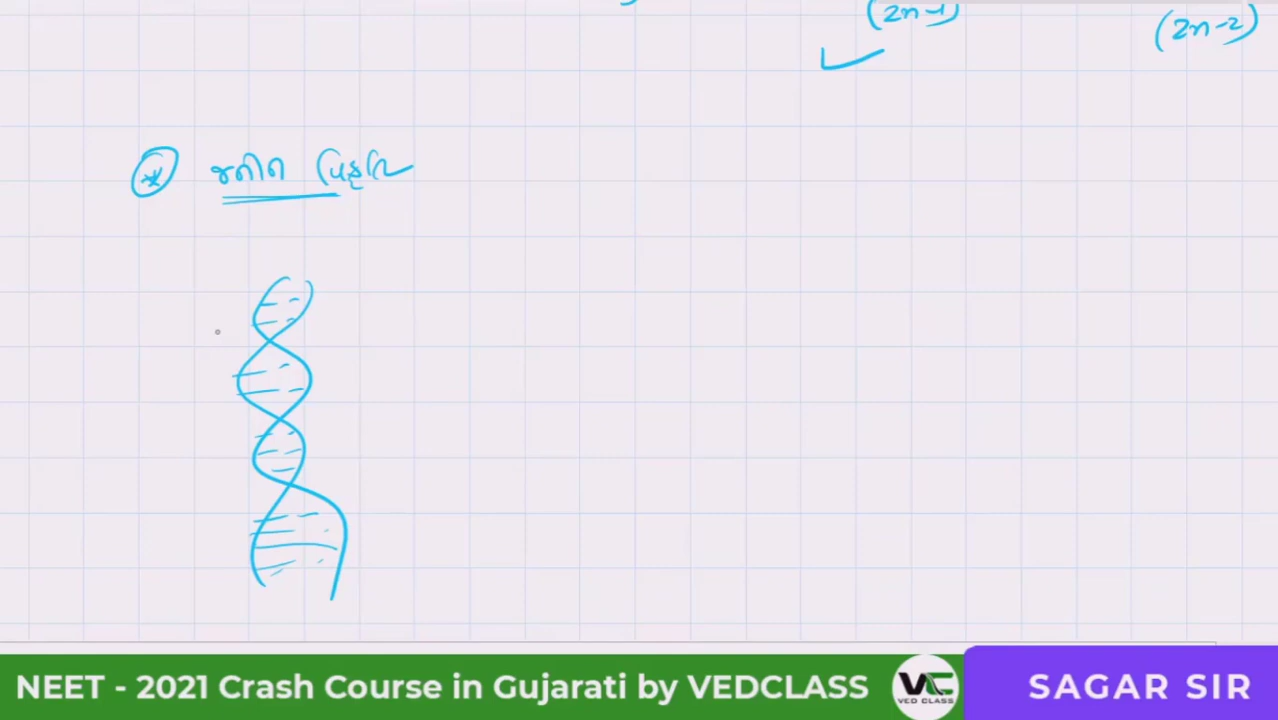 (2n-1)
(2n-2)
જનીન વિકૃતિ
NEET - 2021 Crash Course in Gujarati by VEDCLASS
VC
VED CLASS
SAGAR SIR